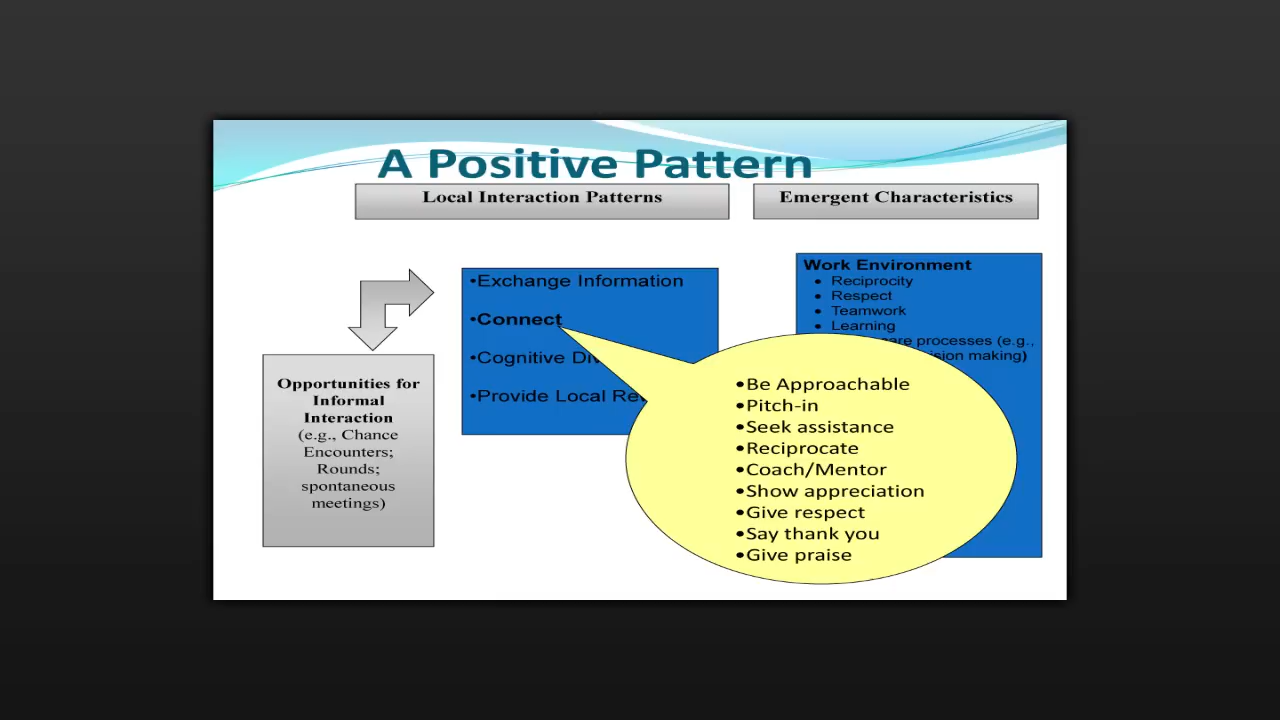 A Positive Pattern
Local Interaction Patterns
Emergent Characteristics
•Exchange Information
•Connect
•Cognitive
•Provide Local
Opportunities for
Informal
Interaction
(e.g., Chance
Encounters;
Rounds;
spontaneous
meetings)
Work Environment
• Reciprocity
• Respect
• Teamwork
• Learning
processes (e.g.,
making)
•Be Approachable
•Pitch-in
•Seek assistance
•Reciprocate
•Coach/Mentor
•Show appreciation
•Give respect
•Say thank you
•Give praise